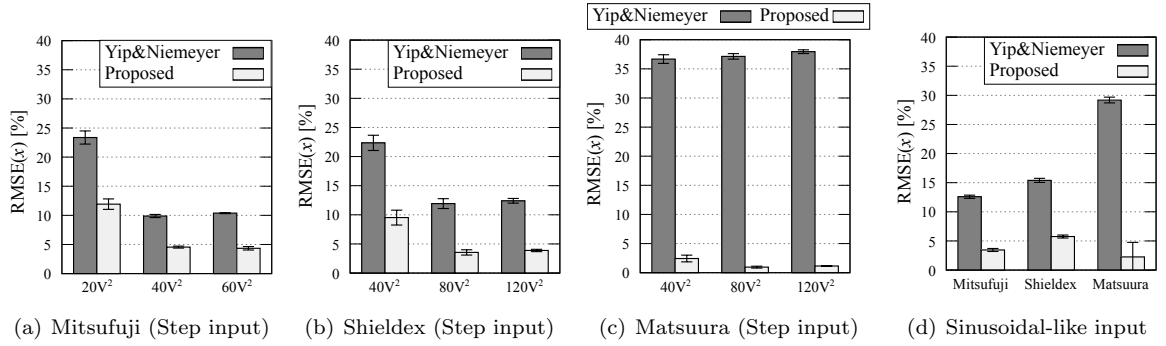 40
35
30
25
20
15
10
5
0
RMSE(x) [%]
Yip&Niemeyer
Proposed
20V²
40V²
60V²
(a) Mitsufuji (Step input)
40
35
30
25
20
15
10
5
0
RMSE(x) [%]
Yip&Niemeyer
Proposed
40V²
80V²
120V²
(b) Shieldex (Step input)
Yip&Niemeyer Proposed
40
35
30
25
20
15
10
5
0
RMSE(x) [%]
40V²
80V²
120V²
(c) Matsuura (Step input)
40
35
30
25
20
15
10
5
0
RMSE(x) [%]
Yip&Niemeyer
Proposed
Mitsufuji
Shieldex
Matsuura
(d) Sinusoidal-like input